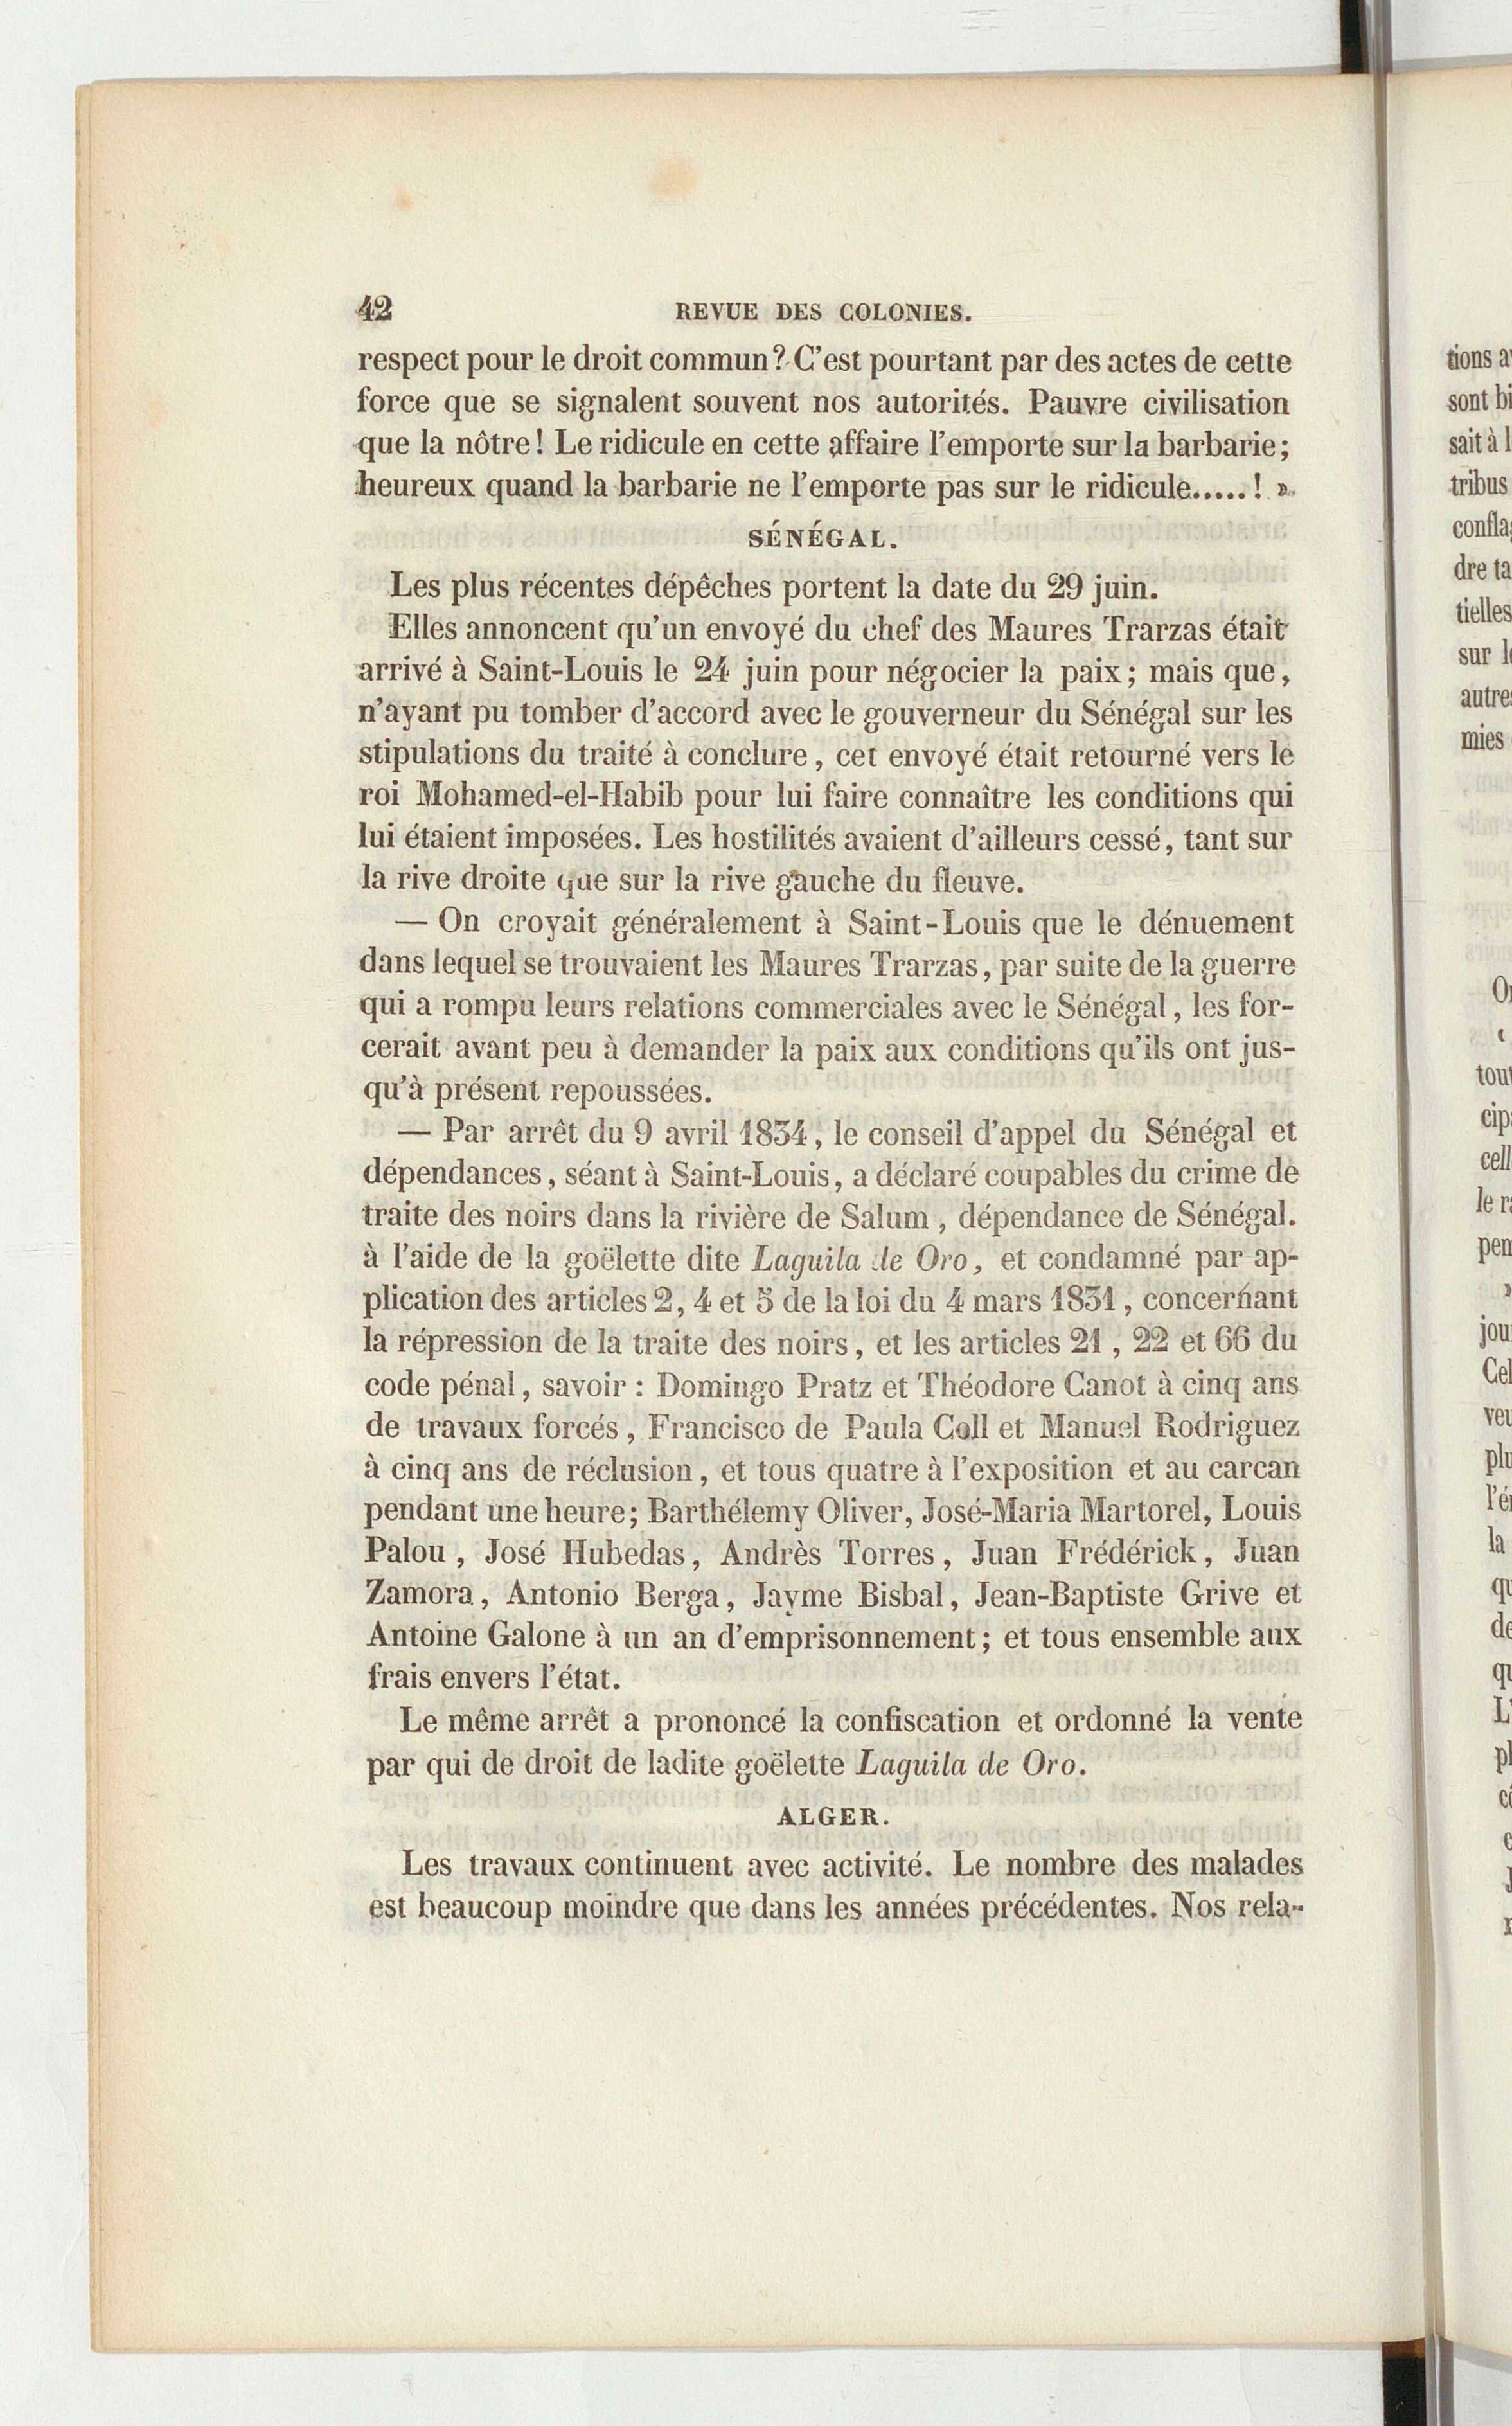 42 REVUE DES COLONIES.
respect pour le droit commun? C'est pourtant par des actes de cette
force que se signalent souvent nos autorités. Pauvre civilisation
que la nôtre! Le ridicule en cette affaire l'emporte sur la barbarie;
heureux quand la barbarie ne l'emporte pas sur le ridicule.....! »
SÉNÉGAL.
Les plus récentes dépêches portent la date du 29 juin.
Elles annoncent qu'un envoyé du chef des Maures Trarzas était
arrivé à Saint-Louis le 24 juin pour négocier la paix; mais que,
n'ayant pu tomber d'accord avec le gouverneur du Sénégal sur les
stipulations du traité à conclure, cet envoyé était retourné vers le
roi Mohamed-el-Habib pour lui faire connaître les conditions qui
lui étaient imposées. Les hostilités avaient d'ailleurs cessé, tant sur
la rive droite que sur la rive gauche du fleuve.
— On croyait généralement à Saint-Louis que le dénuement
dans lequel se trouvaient les Maures Trarzas, par suite de la guerre
qui a rompu leurs relations commerciales avec le Sénégal, les for-
cerait avant peu à demander la paix aux conditions qu'ils ont jus-
qu'à présent repoussées.
— Par arrêt du 9 avril 1834, le conseil d'appel du Sénégal et
dépendances, séant à Saint-Louis, a déclaré coupables du crime de
traite des noirs dans la rivière de Salum, dépendance de Sénégal.
à l'aide de la goëlette dite Laguila de Oro, et condamné par ap-
plication des articles 2, 4 et 5 de la loi du 4 mars 1831, concernant
la répression de la traite des noirs, et les articles 21, 22 et 66 du
code pénal, savoir : Domingo Pratz et Théodore Canot à cinq ans
de travaux forcés, Francisco de Paula Coll et Manuel Rodriguez
à cinq ans de réclusion, et tous quatre à l'exposition et au carcan
pendant une heure; Barthélemy Oliver, José-Maria Martorel, Louis
Palou, José Hubedas, Andrès Torres, Juan Frédérick, Juan
Zamora, Antonio Berga, Jayme Bisbal, Jean-Baptiste Grive et
Antoine Galone à un an d'emprisonnement; et tous ensemble aux
frais envers l'état.
Le même arrêt a prononcé la confiscation et ordonné la vente
par qui de droit de ladite goëlette Laguila de Oro.
ALGER.
Les travaux continuent avec activité. Le nombre des malades
est beaucoup moindre que dans les années précédentes. Nos rela-
tions
sont
sait à
tribus
dre
sur
mies